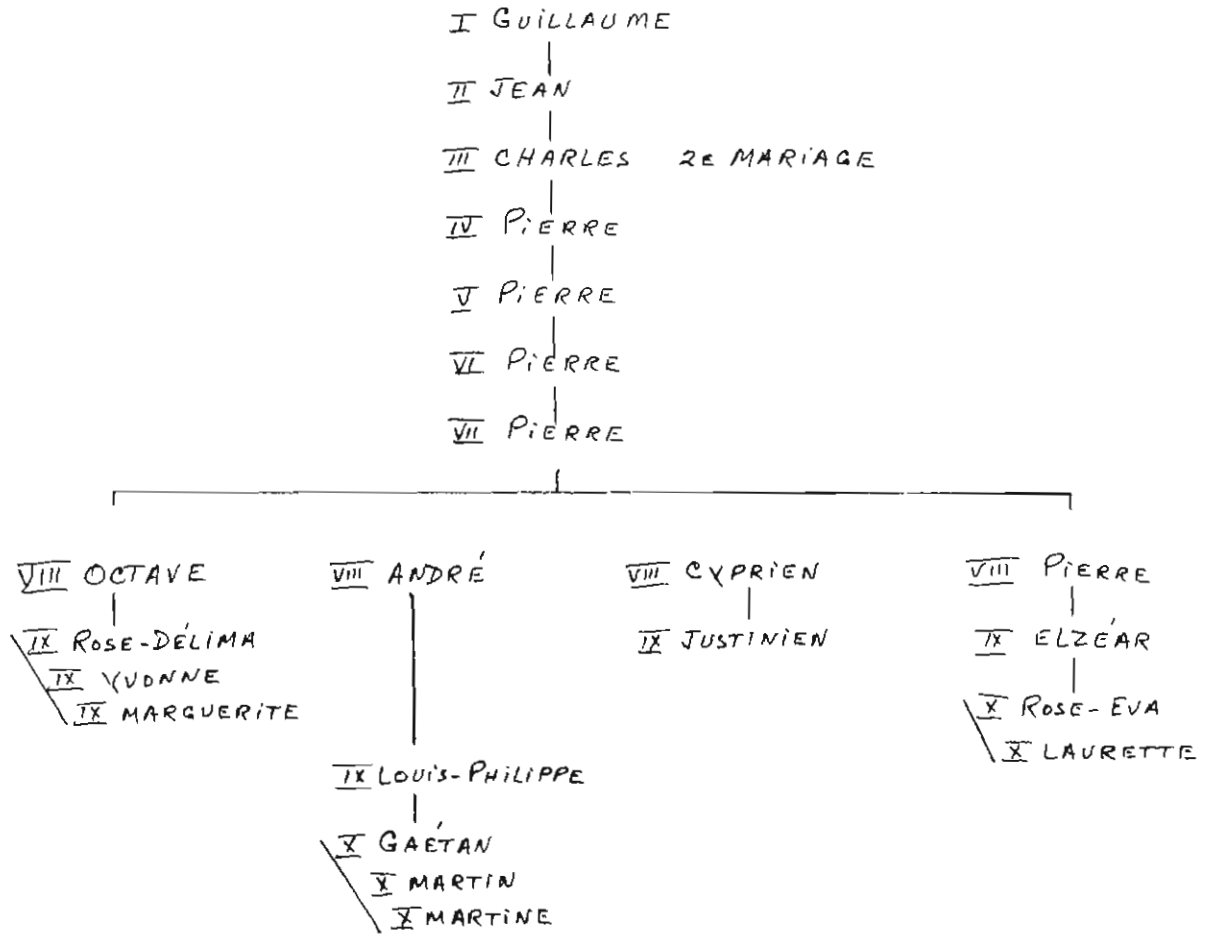 I GUILLAUME
II JEAN
III CHARLES 2E MARIAGE
IV PIERRE
V PIERRE
VI PIERRE
VII PIERRE
VIII OCTAVE
IX ROSE-DÉLIMA
IX YVONNE
IX MARGUERITE
VIII ANDRÉ
IX LOUIS-PHILIPPE
X GAÉTAN
X MARTIN
X MARTINE
VIII CYPRIEN
IX JUSTINIEN
VIII PIERRE
IX ELZÉAR
X ROSE-EVA
X LAURETTE